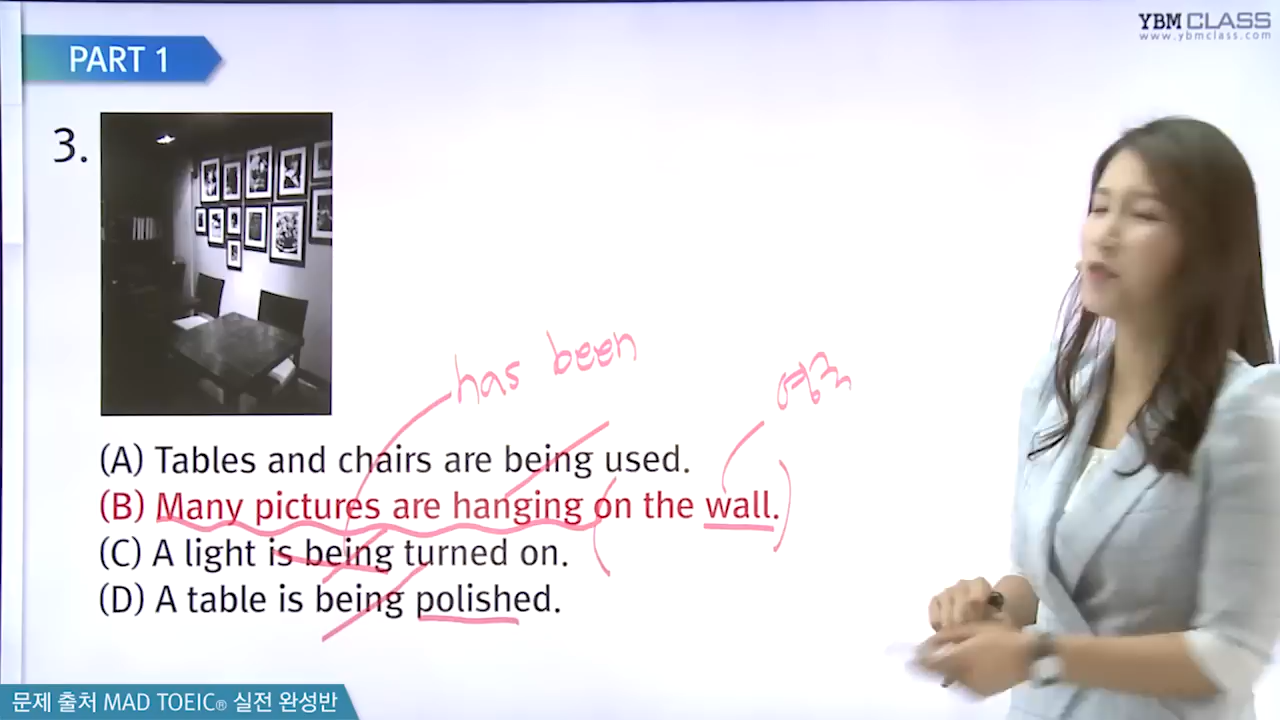 YBM CLASS
www.ybmclass.com
PART 1
3.
has been
(A) Tables and chairs are being used.
(B) Many pictures are hanging on the wall.
(C) A light is being turned on.
(D) A table is being polished.
문제 출처 MAD TOEIC® 실전 완성반